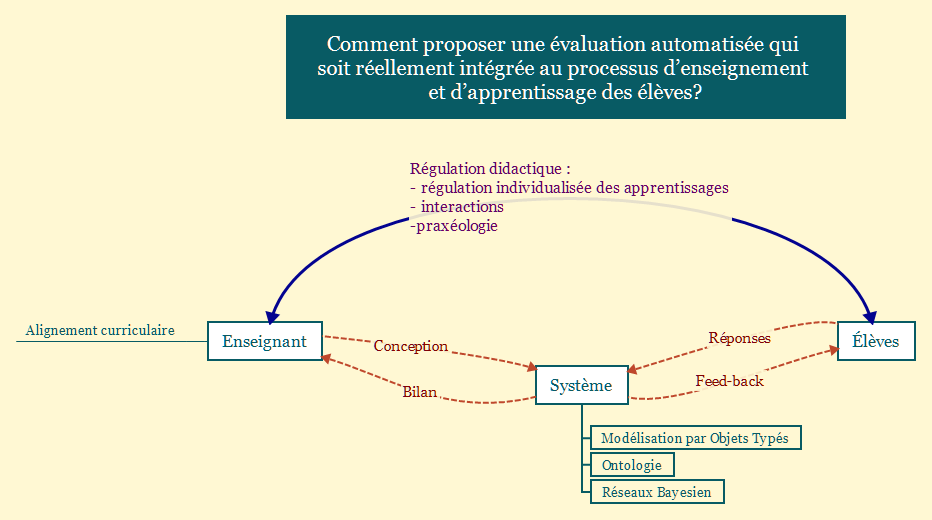 Comment proposer une évaluation automatisée qui
soit réellement intégrée au processus d’enseignement
et d’apprentissage des élèves?
Régulation didactique :
- régulation individualisée des apprentissages
- interactions
-praxéologie
Alignement curriculaire
Enseignant
Conception
Réponses
Élèves
Bilan
Système
Feed-back
Modélisation par Objets Typés
Ontologie
Réseaux Bayesien